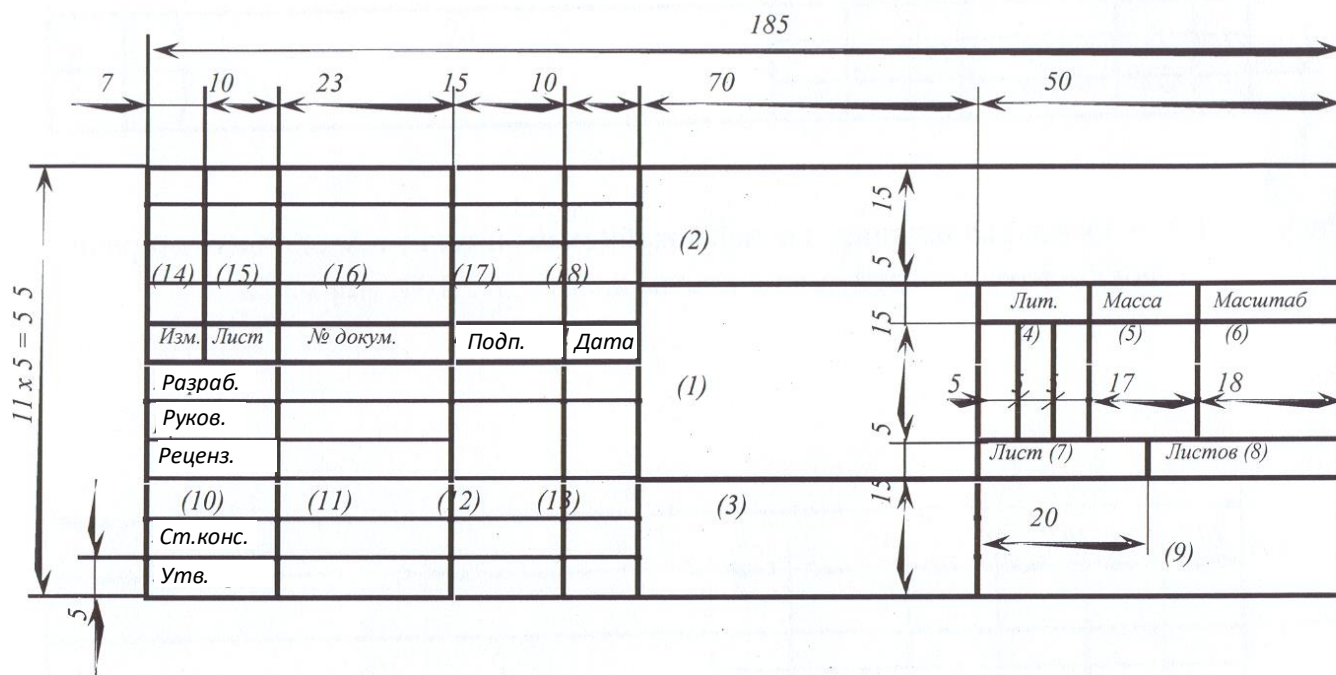 185
7 10 23 15 10 70 50
15
5
(2)
(14) (15) (16) (17) (18)
Лит. Масса Масштаб
15
(4) (5) (6)
Изм. Лист № докум. Подп. Дата
11 x 5 = 5 5
Разраб.
(1)
5 5 5 17 18
Руков.
5
Реценз.
Лист (7) Листов (8)
15
(10) (11) (12) (13) (3)
20
Ст.конс.
(9)
Утв.
5